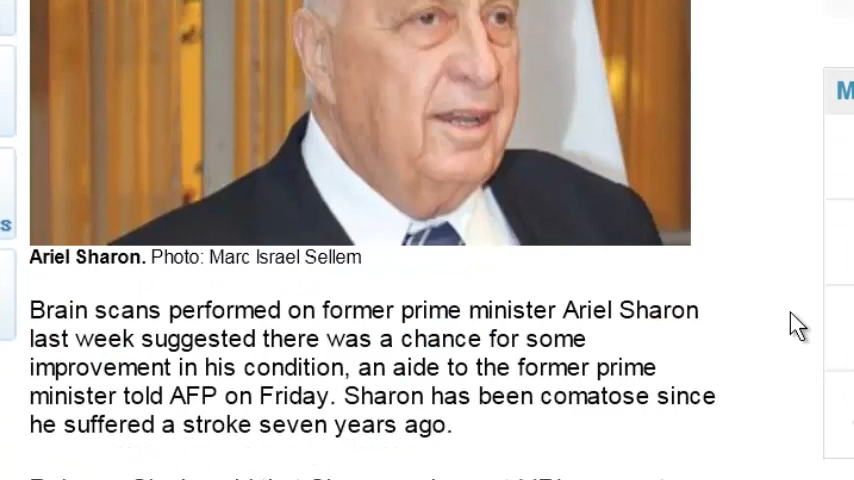 Ariel Sharon. Photo: Marc Israel Sellem
Brain scans performed on former prime minister Ariel Sharon
last week suggested there was a chance for some
improvement in his condition, an aide to the former prime
minister told AFP on Friday. Sharon has been comatose since
he suffered a stroke seven years ago.